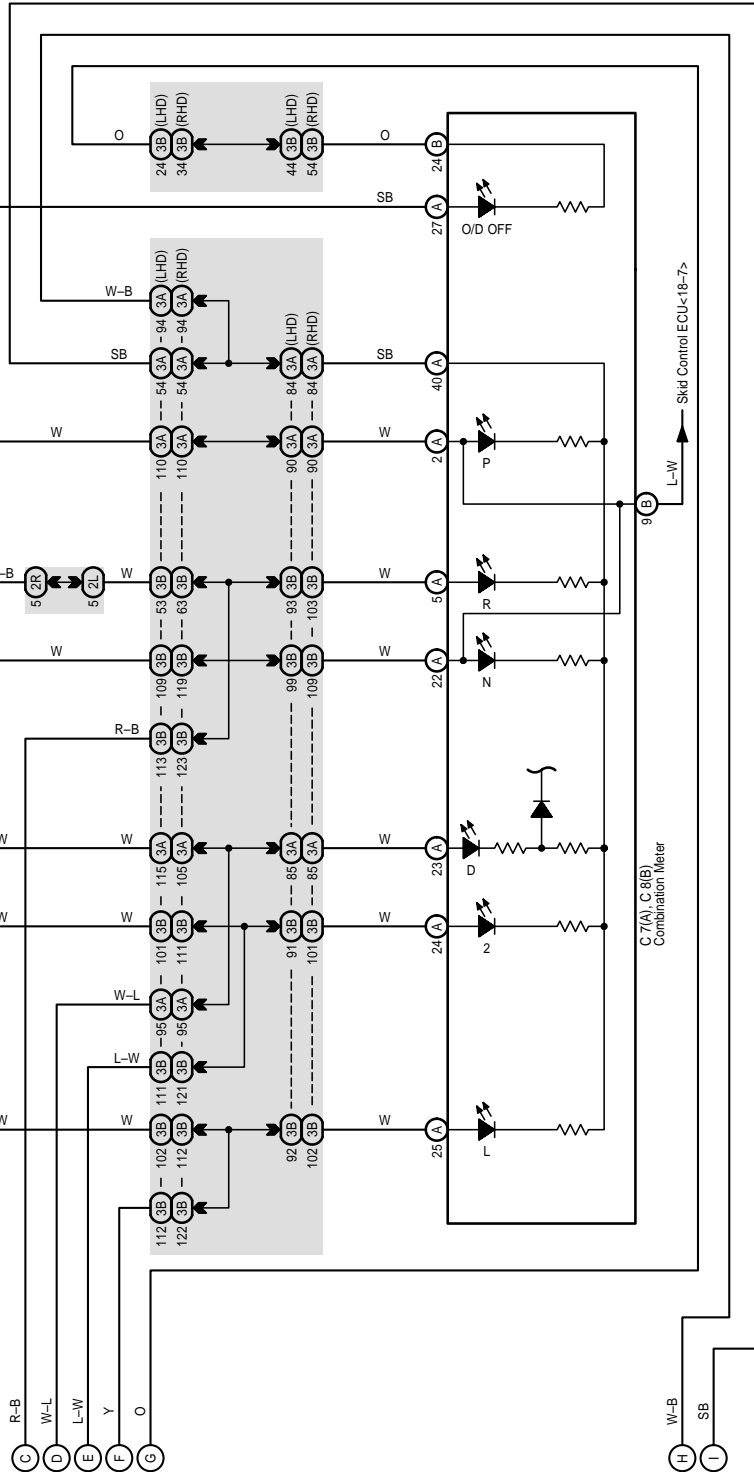 O
24 3B (LHD)
34 3B (RHD)
44 3B (LHD)
54 3B (RHD)
O
24 B
SB
27 A
O/D OFF
W–B
94 3A (LHD)
94 3A (RHD)
SB
54 3A
54 3A
84 3A (LHD)
84 3A (RHD)
SB
40 A
W
110 3A
110 3A
90 3A
90 3A
W
2 A
P
L–W
Skid Control ECU<18–7>
9 B
–B
5 2R
5 2L
W
53 3B
63 3B
93 3B
103 3B
W
5 A
R
W
109 3B
119 3B
99 3B
109 3B
W
22 A
N
R–B
113 3B
123 3B
W
W
115 3A
105 3A
85 3A
85 3A
W
23 A
D
C 7(A), C 8(B)
Combination Meter
W
W
101 3B
111 3B
91 3B
101 3B
W
24 A
2
W–L
95 3A
95 3A
L–W
111 3B
121 3B
W
W
102 3B
112 3B
92 3B
102 3B
W
25 A
L
112 3B
122 3B
R–B
C
W–L
D
L–W
E
Y
F
O
G
W–B
H
SB
I